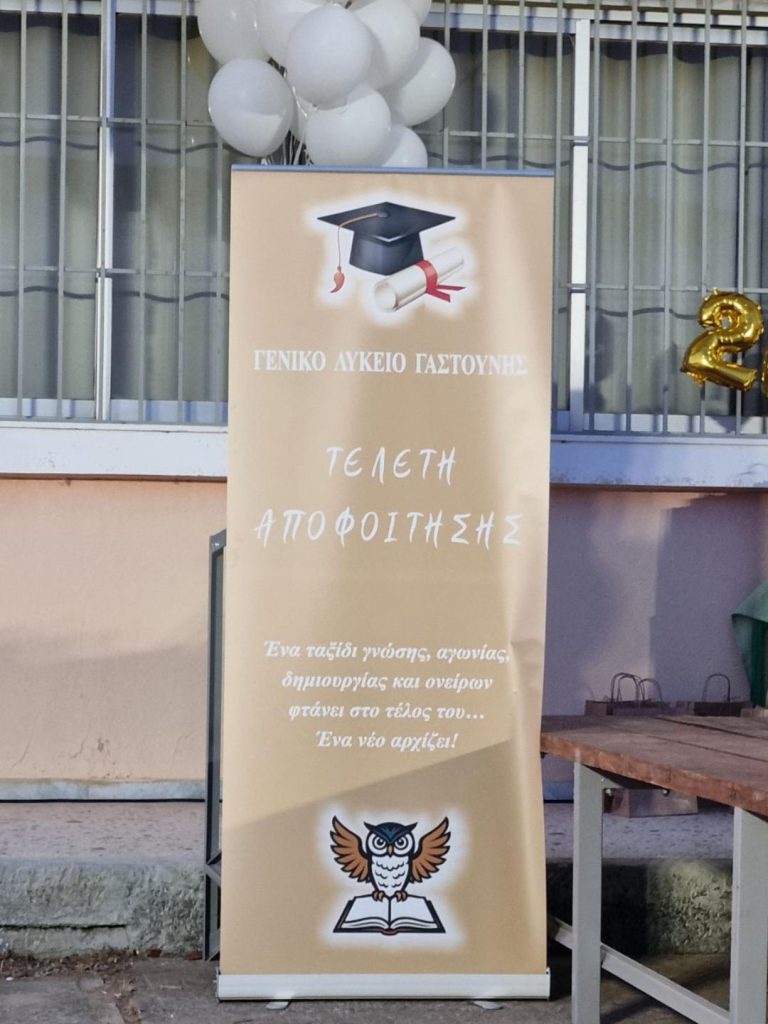 ΓΕΝΙΚΟ ΛΥΚΕΙΟ ΓΑΣΤΟΥΝΗΣ
ΤΕΛΕΤΗ
ΑΠΟΦΟΙΤΗΣΗΣ
Ένα ταξίδι γνώσης, αγωνίας,
δημιουργίας και ονείρων
φτάνει στο τέλος του...
Ένα νέο αρχίζει!
2